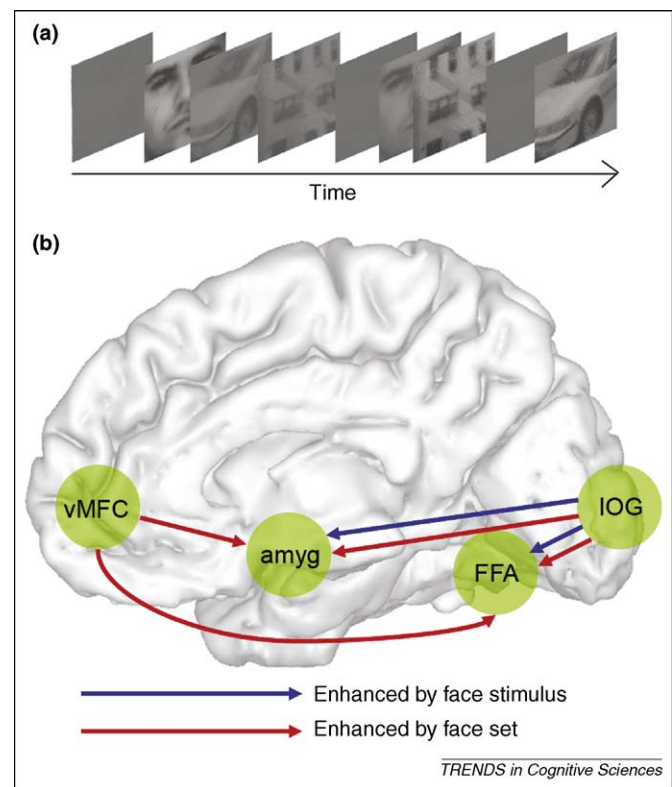 (a)
Time
(b)
vMFC
amyg
FFA
IOG
Enhanced by face stimulus
Enhanced by face set
TRENDS in Cognitive Sciences